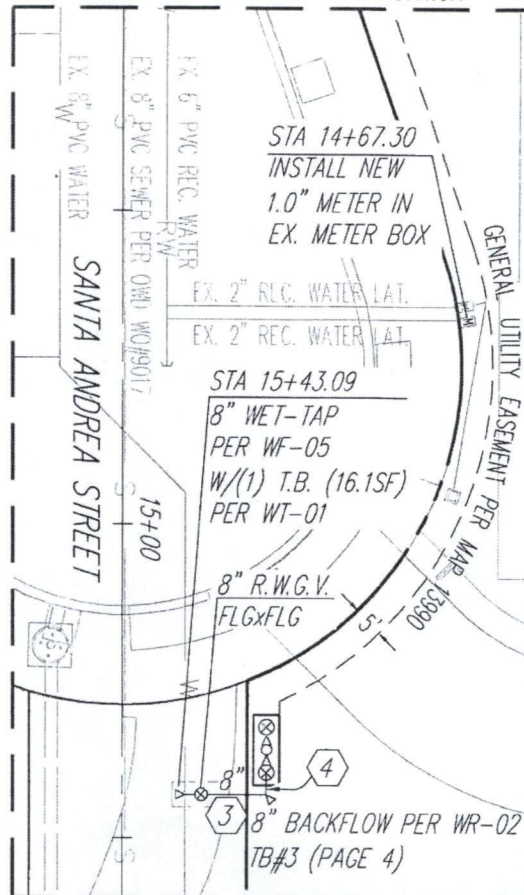 EX. 8" PVC WATER
W
EX. 8" PVC SEWER PER OWD WO#9017
S
EX. 6" PVC REC. WATER
RW
STA 14+67.30
INSTALL NEW
1.0" METER IN
EX. METER BOX
GENERAL UTILITY EASEMENT PER MAP 13990
EX. 2" REC. WATER LAT.
EX. 2" REC. WATER LAT.
M
SANTA ANDREA STREET
STA 15+43.09
8" WET-TAP
PER WF-05
W/(1) T.B. (16.1SF)
PER WT-01
S
15+00
8" R.W.G.V.
FLGxFLG
5'
W
8"
3
4
8" BACKFLOW PER WR-02
TB#3 (PAGE 4)
S